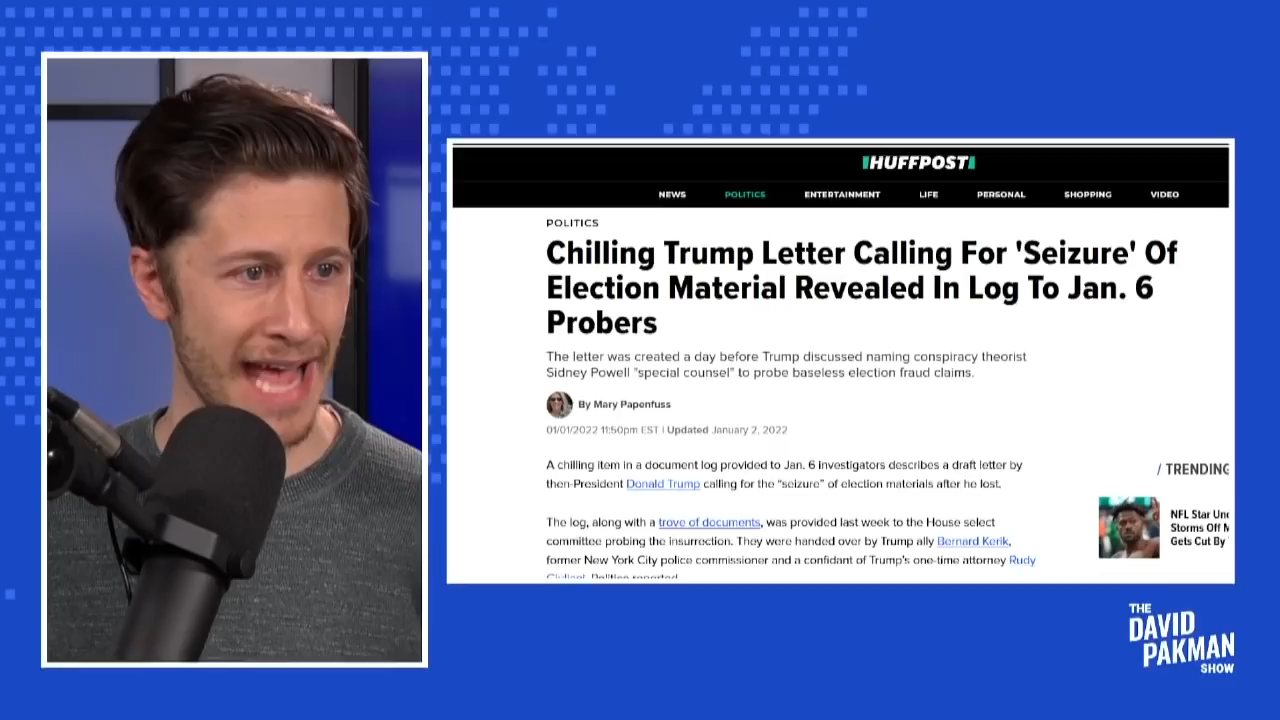 HUFFPOST
NEWS POLITICS ENTERTAINMENT LIFE PERSONAL SHOPPING VIDEO
POLITICS
Chilling Trump Letter Calling For 'Seizure' Of
Election Material Revealed In Log To Jan. 6
Probers
The letter was created a day before Trump discussed naming conspiracy theorist
Sidney Powell "special counsel" to probe baseless election fraud claims.
By Mary Papenfuss
01/01/2022 11:50pm EST | Updated January 2, 2022
A chilling item in a document log provided to Jan. 6 investigators describes a draft letter by
then-President Donald Trump calling for the “seizure” of election materials after he lost.
The log, along with a trove of documents, was provided last week to the House select
committee probing the insurrection. They were handed over by Trump ally Bernard Kerik,
former New York City police commissioner and a confidant of Trump’s one-time attorney Rudy
/ TRENDING
NFL Star
Storms Off
Gets Cut By
THE
DAVID
PAKMAN
SHOW